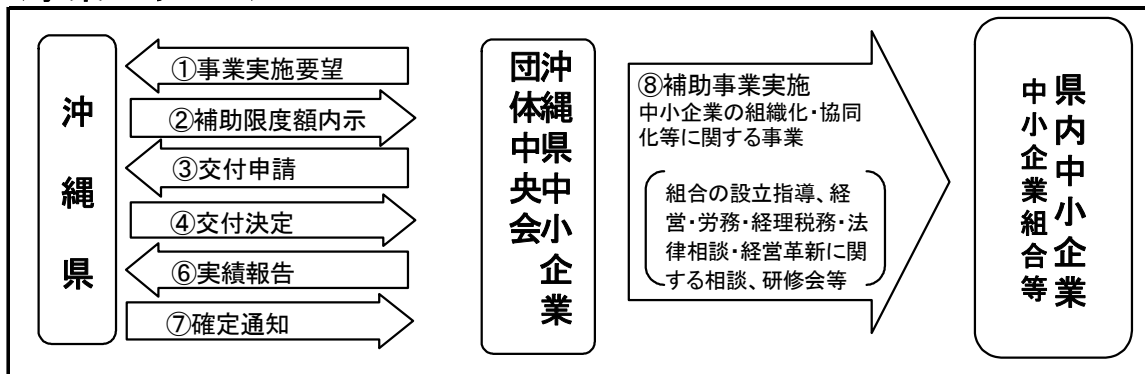 沖縄県
①事業実施要望
②補助限度額内示
③交付申請
④交付決定
⑥実績報告
⑦確定通知
沖縄県中小企業
団体中央会
⑧補助事業実施
中小企業の組織化・協同
化等に関する事業
組合の設立指導、経
営・労務・経理税務・法
律相談・経営革新に関
する相談、研修会等
県内中小企業
中小企業組合等